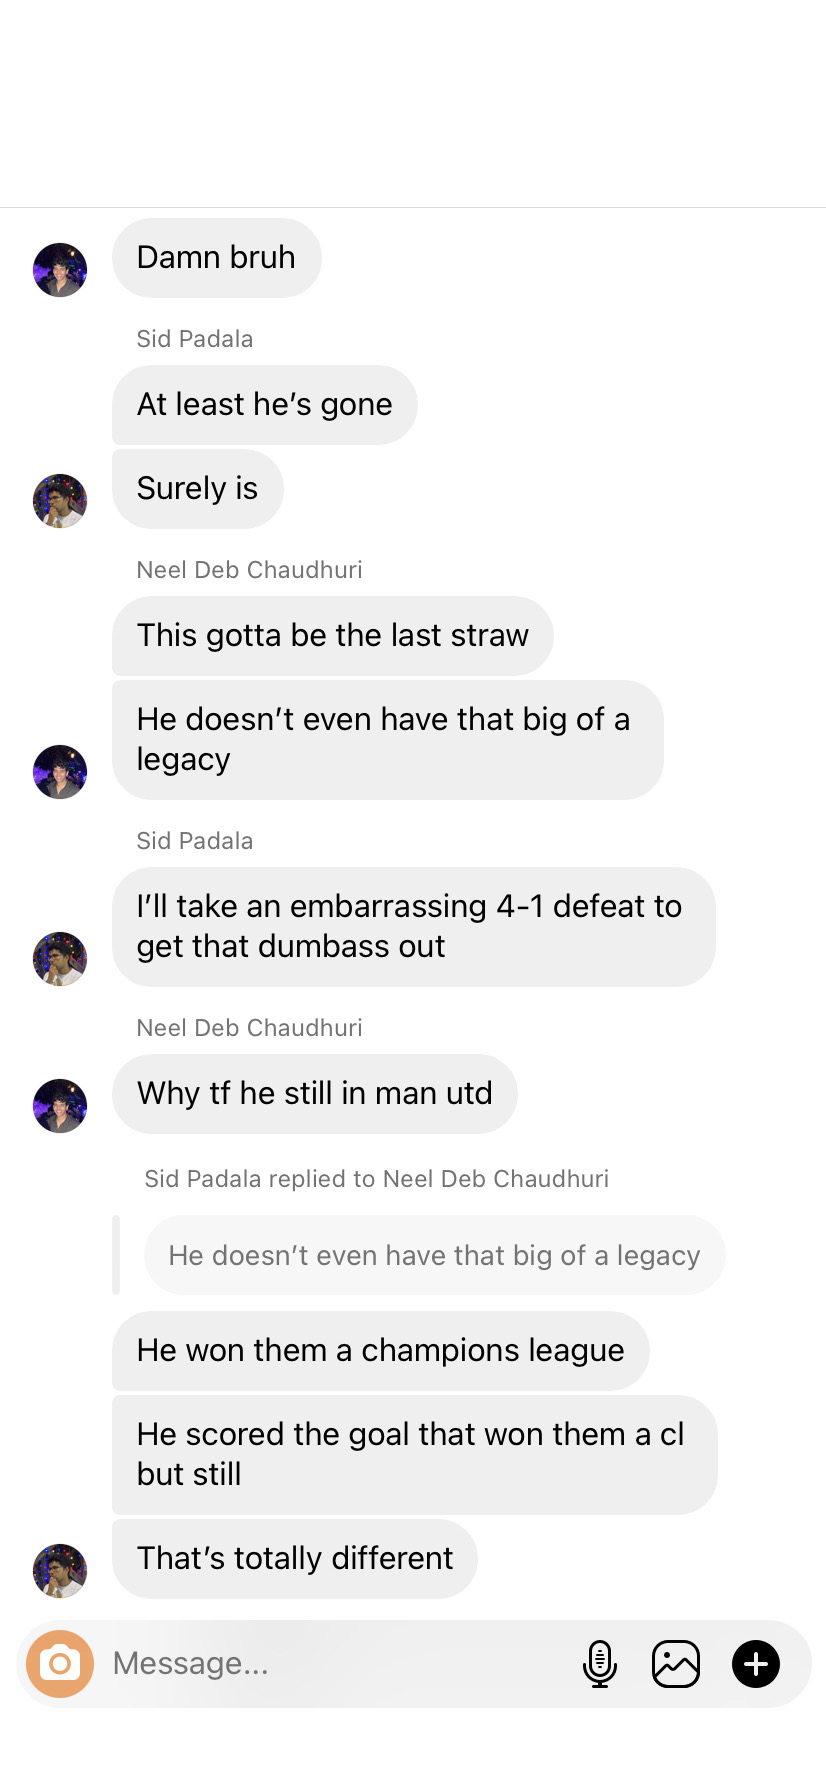 Damn bruh
Sid Padala
At least he’s gone
Surely is
Neel Deb Chaudhuri
This gotta be the last straw
He doesn’t even have that big of a
legacy
Sid Padala
I’ll take an embarrassing 4-1 defeat to
get that dumbass out
Neel Deb Chaudhuri
Why tf he still in man utd
Sid Padala replied to Neel Deb Chaudhuri
He doesn’t even have that big of a legacy
He won them a champions league
He scored the goal that won them a cl
but still
That’s totally different
Message...